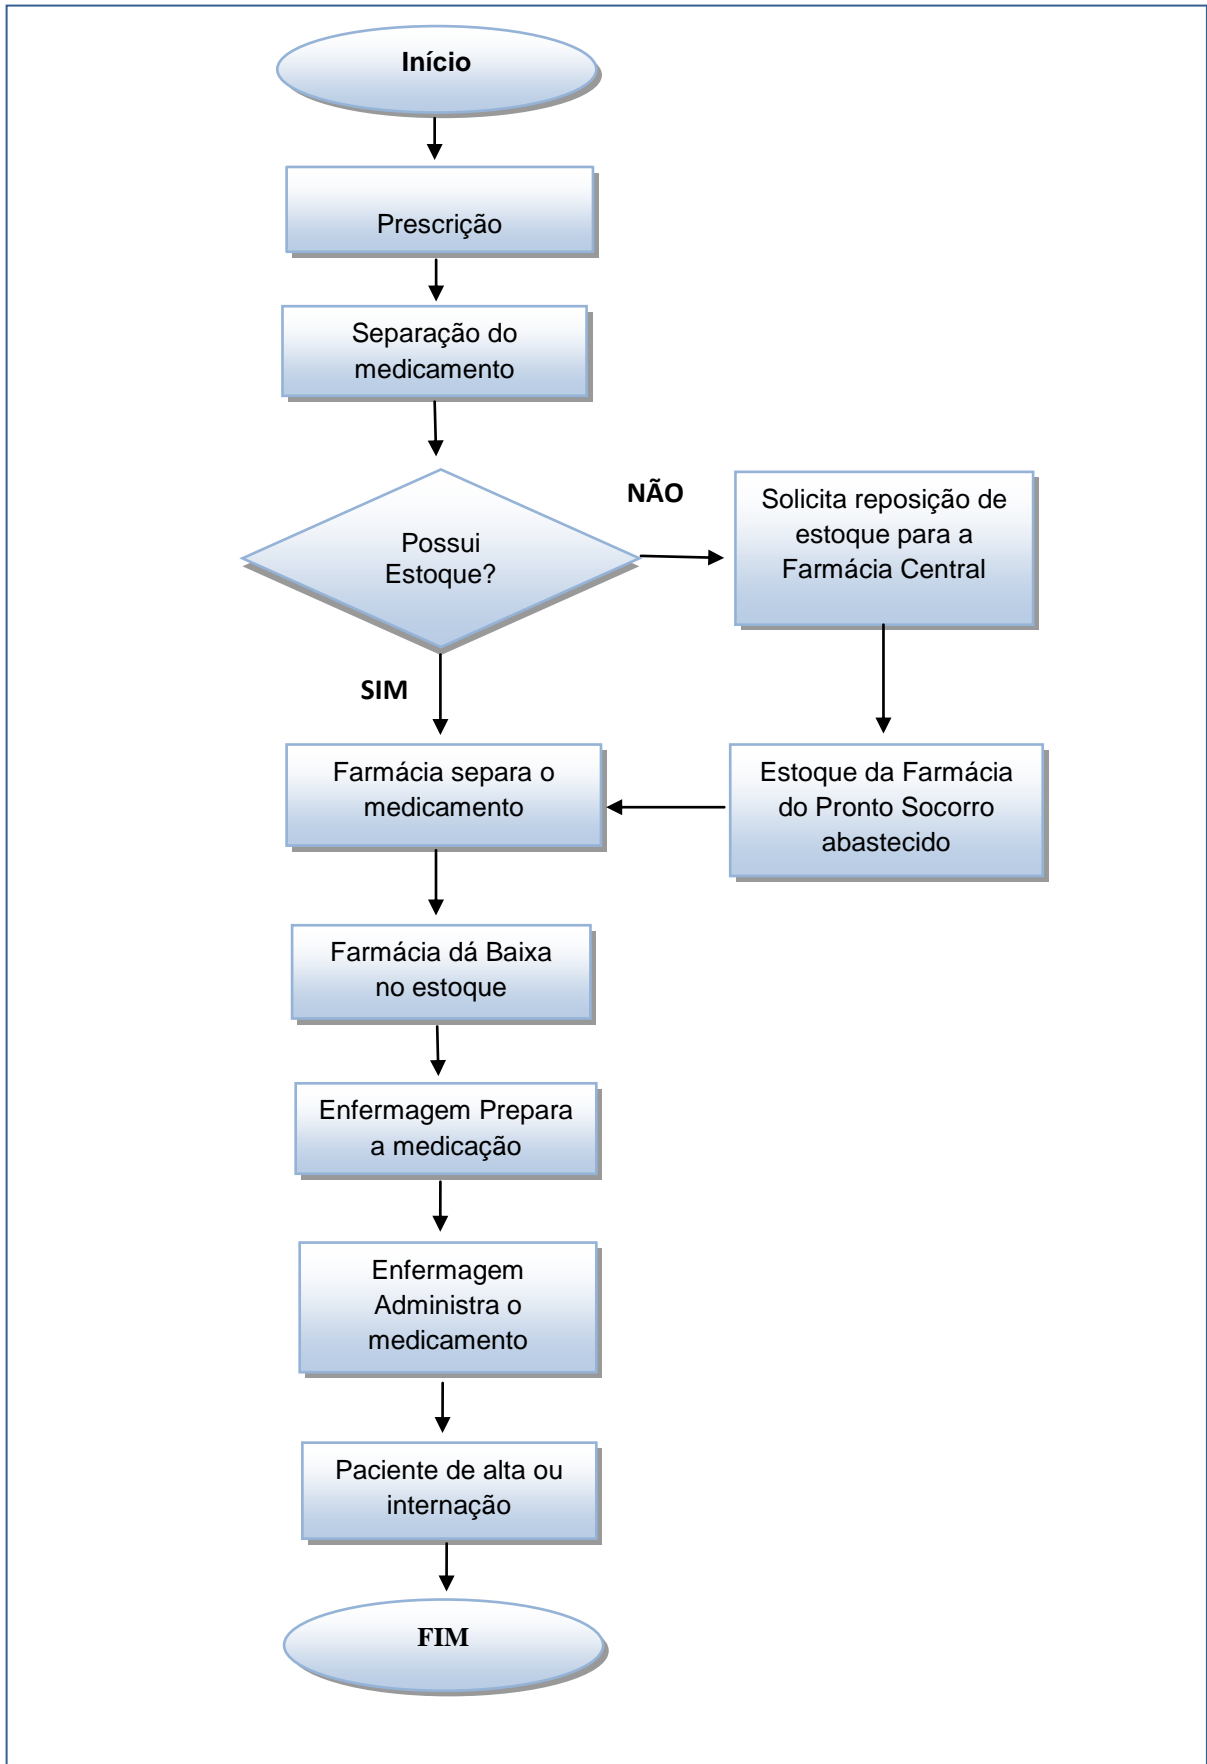 Início
Prescrição
Separação do
medicamento
Possui
Estoque?
NÃO
Solicita reposição de
estoque para a
Farmácia Central
SIM
Farmácia separa o
medicamento
Estoque da Farmácia
do Pronto Socorro
abastecido
Farmácia dá Baixa
no estoque
Enfermagem Prepara
a medicação
Enfermagem
Administra o
medicamento
Paciente de alta ou
internação
FIM